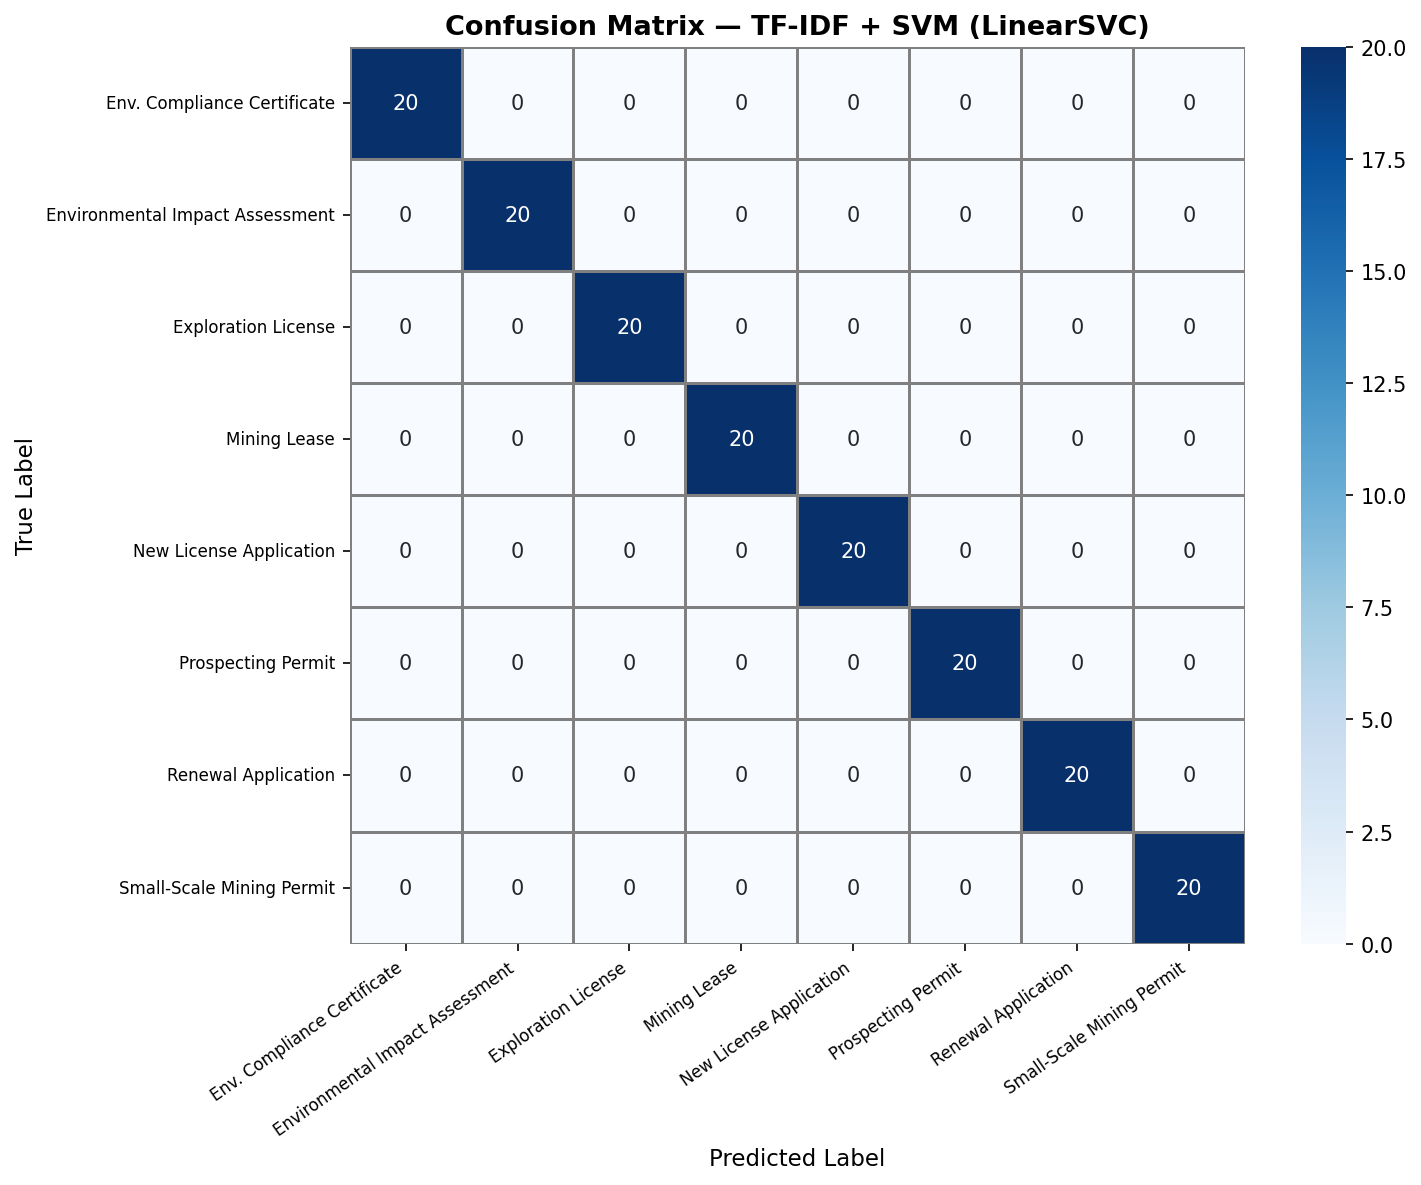 Confusion Matrix — TF-IDF + SVM (LinearSVC)
True Label
Env. Compliance Certificate 20 0 0 0 0 0 0 0
Environmental Impact Assessment 0 20 0 0 0 0 0 0
Exploration License 0 0 20 0 0 0 0 0
Mining Lease 0 0 0 20 0 0 0 0
New License Application 0 0 0 0 20 0 0 0
Prospecting Permit 0 0 0 0 0 20 0 0
Renewal Application 0 0 0 0 0 0 20 0
Small-Scale Mining Permit 0 0 0 0 0 0 0 20
Env. Compliance Certificate
Environmental Impact Assessment
Exploration License
Mining Lease
New License Application
Prospecting Permit
Renewal Application
Small-Scale Mining Permit
Predicted Label
20.0
17.5
15.0
12.5
10.0
7.5
5.0
2.5
0.0